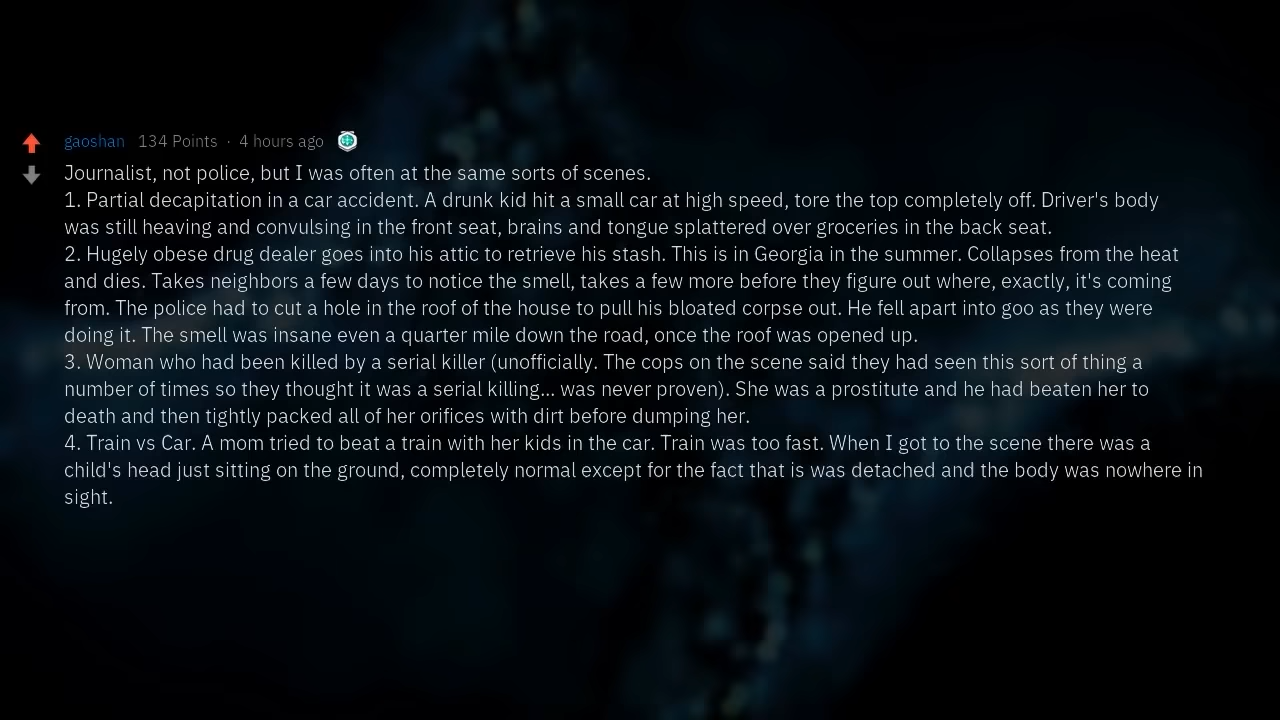 gaoshan 134 Points · 4 hours ago
Journalist, not police, but I was often at the same sorts of scenes.
1. Partial decapitation in a car accident. A drunk kid hit a small car at high speed, tore the top completely off. Driver's body
was still heaving and convulsing in the front seat, brains and tongue splattered over groceries in the back seat.
2. Hugely obese drug dealer goes into his attic to retrieve his stash. This is in Georgia in the summer. Collapses from the heat
and dies. Takes neighbors a few days to notice the smell, takes a few more before they figure out where, exactly, it's coming
from. The police had to cut a hole in the roof of the house to pull his bloated corpse out. He fell apart into goo as they were
doing it. The smell was insane even a quarter mile down the road, once the roof was opened up.
3. Woman who had been killed by a serial killer (unofficially. The cops on the scene said they had seen this sort of thing a
number of times so they thought it was a serial killing... was never proven). She was a prostitute and he had beaten her to
death and then tightly packed all of her orifices with dirt before dumping her.
4. Train vs Car. A mom tried to beat a train with her kids in the car. Train was too fast. When I got to the scene there was a
child's head just sitting on the ground, completely normal except for the fact that is was detached and the body was nowhere in
sight.